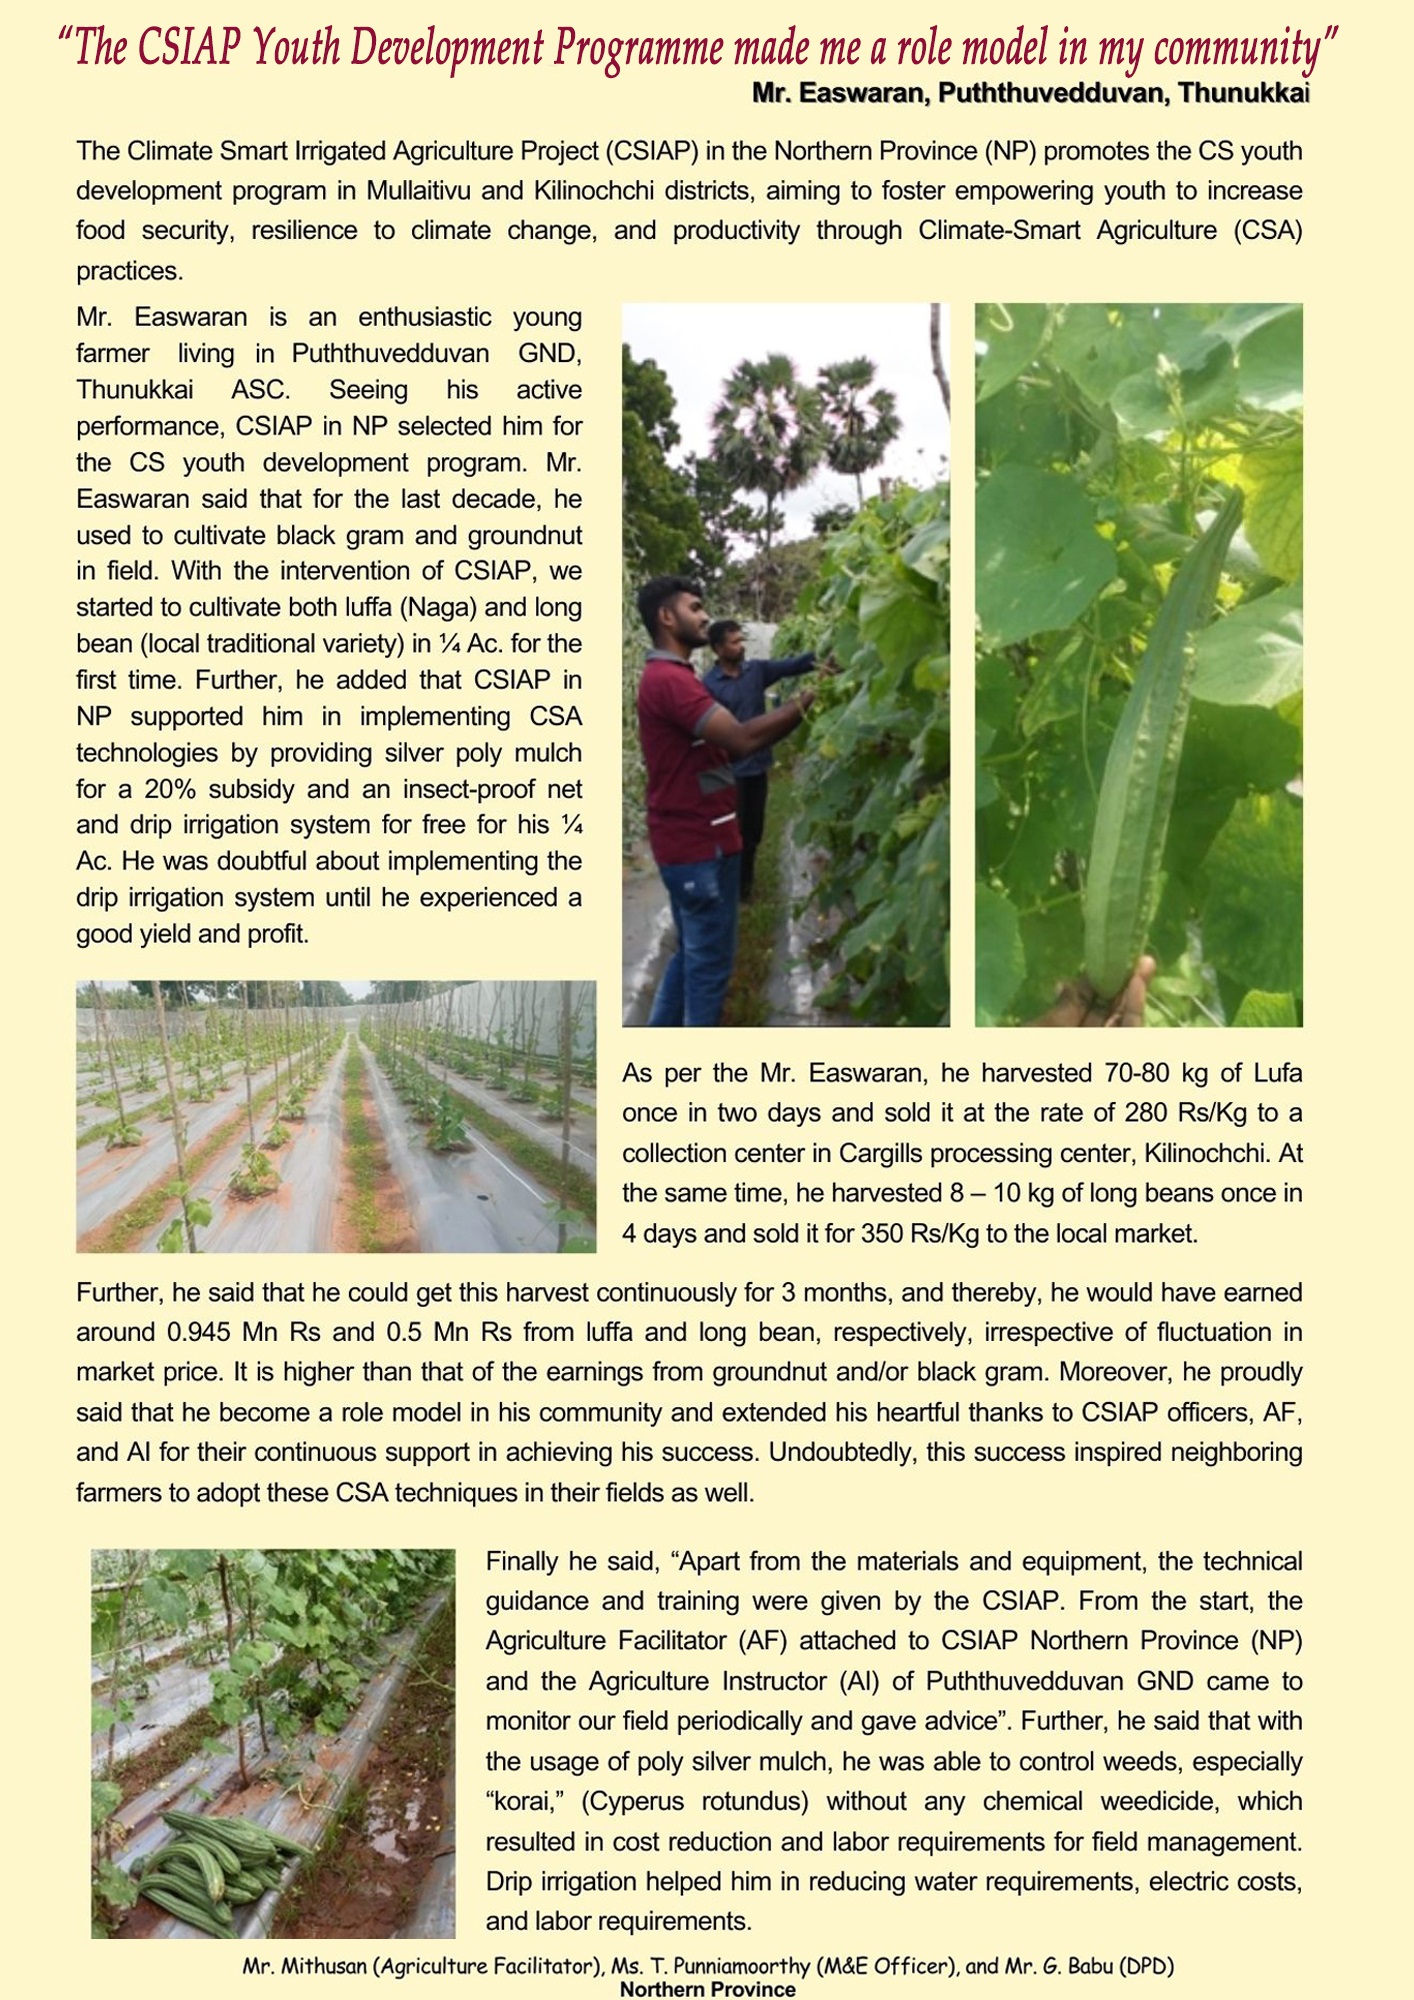 “The CSIAP Youth Development Programme made me a role model in my community”
Mr. Easwaran, Puththuvedduvan, Thunukkai
The Climate Smart Irrigated Agriculture Project (CSIAP) in the Northern Province (NP) promotes the CS youth
development program in Mullaitivu and Kilinochchi districts, aiming to foster empowering youth to increase
food security, resilience to climate change, and productivity through Climate-Smart Agriculture (CSA)
practices.
Mr. Easwaran is an enthusiastic young
farmer living in Puththuvedduvan GND,
Thunukkai ASC. Seeing his active
performance, CSIAP in NP selected him for
the CS youth development program. Mr.
Easwaran said that for the last decade, he
used to cultivate black gram and groundnut
in field. With the intervention of CSIAP, we
started to cultivate both luffa (Naga) and long
bean (local traditional variety) in ¼ Ac. for the
first time. Further, he added that CSIAP in
NP supported him in implementing CSA
technologies by providing silver poly mulch
for a 20% subsidy and an insect-proof net
and drip irrigation system for free for his ¼
Ac. He was doubtful about implementing the
drip irrigation system until he experienced a
good yield and profit.
As per the Mr. Easwaran, he harvested 70-80 kg of Lufa
once in two days and sold it at the rate of 280 Rs/Kg to a
collection center in Cargills processing center, Kilinochchi. At
the same time, he harvested 8 – 10 kg of long beans once in
4 days and sold it for 350 Rs/Kg to the local market.
Further, he said that he could get this harvest continuously for 3 months, and thereby, he would have earned
around 0.945 Mn Rs and 0.5 Mn Rs from luffa and long bean, respectively, irrespective of fluctuation in
market price. It is higher than that of the earnings from groundnut and/or black gram. Moreover, he proudly
said that he become a role model in his community and extended his heartful thanks to CSIAP officers, AF,
and AI for their continuous support in achieving his success. Undoubtedly, this success inspired neighboring
farmers to adopt these CSA techniques in their fields as well.
Finally he said, “Apart from the materials and equipment, the technical
guidance and training were given by the CSIAP. From the start, the
Agriculture Facilitator (AF) attached to CSIAP Northern Province (NP)
and the Agriculture Instructor (AI) of Puththuvedduvan GND came to
monitor our field periodically and gave advice”. Further, he said that with
the usage of poly silver mulch, he was able to control weeds, especially
“korai,” (Cyperus rotundus) without any chemical weedicide, which
resulted in cost reduction and labor requirements for field management.
Drip irrigation helped him in reducing water requirements, electric costs,
and labor requirements.
Mr. Mithusan (Agriculture Facilitator), Ms. T. Punniamoorthy (M&E Officer), and Mr. G. Babu (DPD)
Northern Province